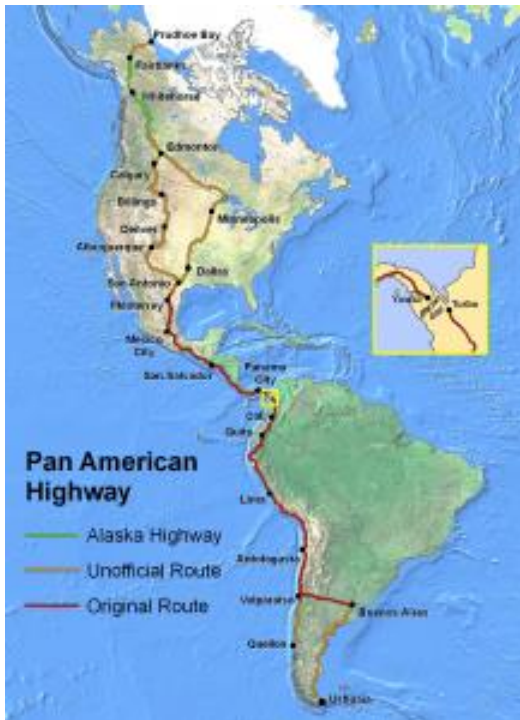 Prudhoe Bay
Fairbanks
Whitehorse
Edmonton
Calgary
Billings
Minneapolis
Denver
Albuquerque
Dallas
San Antonio
Monterrey
Yaviza
Turbo
Mexico
City
Panama
City
San Salvador
Cali
Quito
Pan American
Highway
Lima
Alaska Highway
Antofagasta
Unofficial Route
Valparaiso
Original Route
Buenos Aires
Quellon
Ushuaia